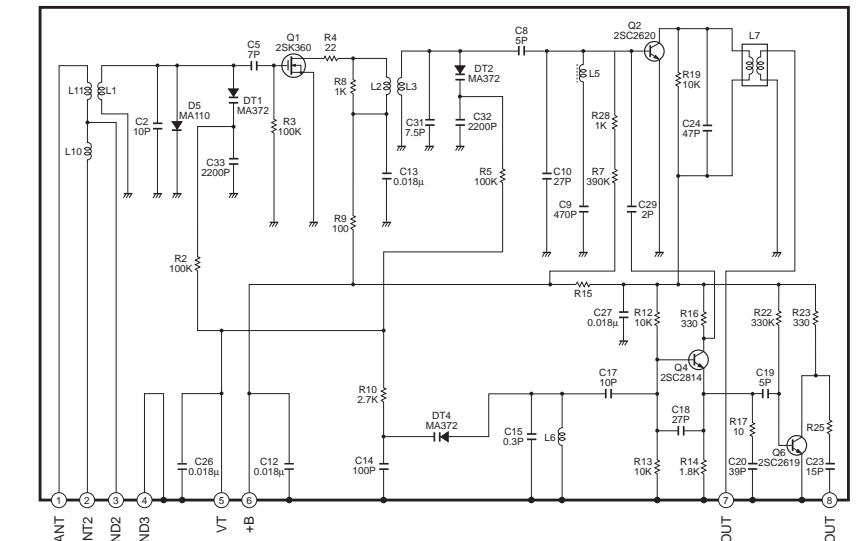 Q1
2SK360
R4
22
C5
7P
C8
5P
Q2
2SC2620
L7
L11
L1
D5
MA110
DT1
MA372
C2
10P
R3
100K
C33
2200P
R8
1K
L2
L3
DT2
MA372
C31
7.5P
C32
2200P
C13
0.018μ
R5
100K
L5
R28
1K
R19
10K
C24
47P
L10
R7
390K
C10
27P
C9
470P
C29
2P
R9
100
R2
100K
R15
C27
0.018μ
R12
10K
R16
330
R22
330K
R23
330
Q4
2SC2814
R10
2.7K
C17
10P
C19
5P
DT4
MA372
C18
27P
R17
10
R25
C15
0.3P
L6
Q6
2SC2619
C26
0.018μ
C12
0.018μ
C14
100P
R13
10K
R14
1.8K
C20
39P
C23
15P
1
2
3
4
5
6
7
8
ANT
NT2
ND2
ND3
VT
+B
OUT
OUT